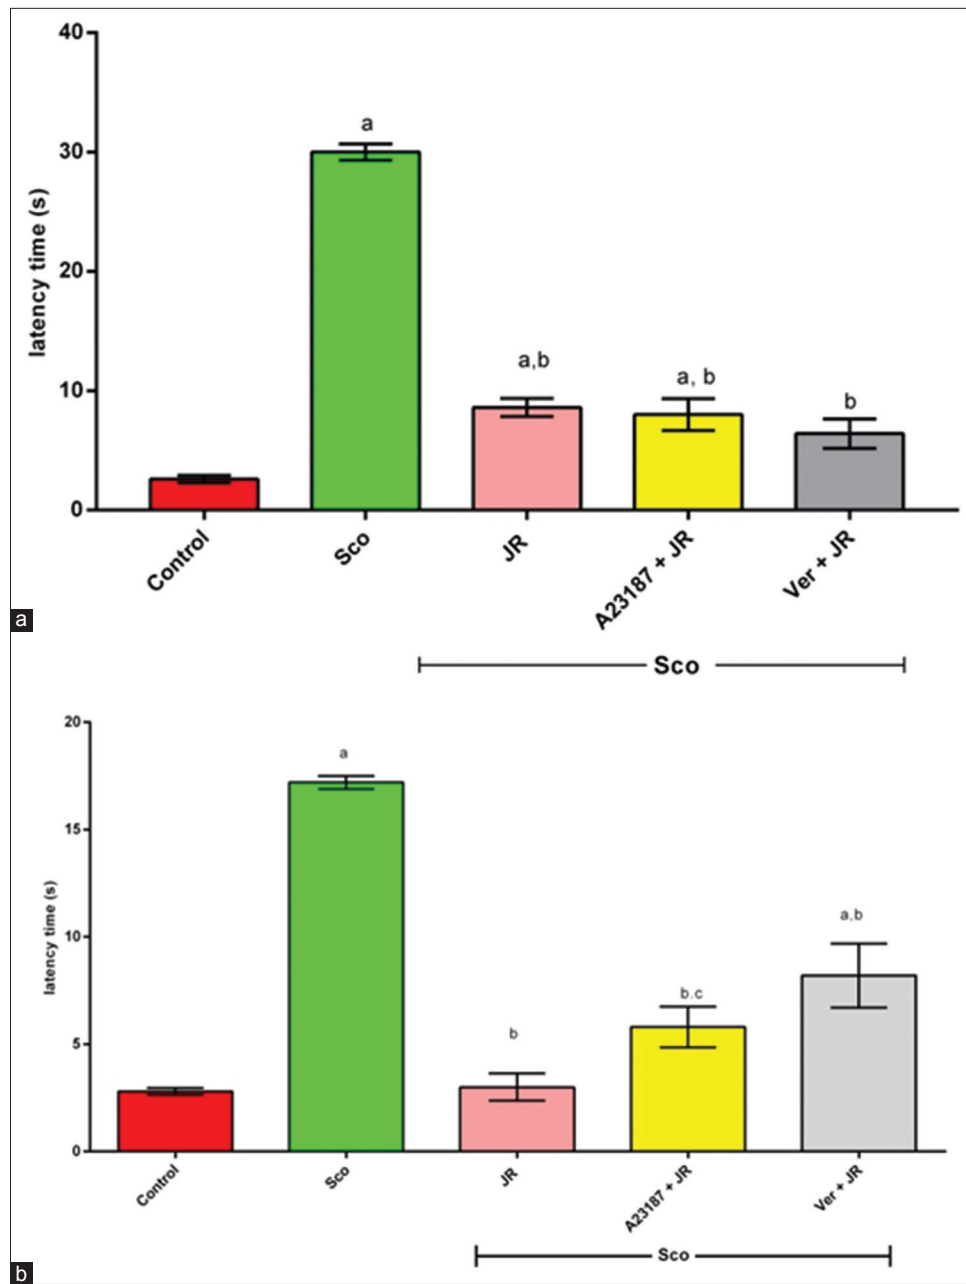 40
30
20
10
0
latency time (s)
a
a,b
a, b
b
Control
Sco
JR
A23187 + JR
Ver + JR
Sco
a
20
15
10
5
0
latency time (s)
a
b
b.c
a,b
Control
Sco
JR
A23187 + JR
Ver + JR
Sco
b